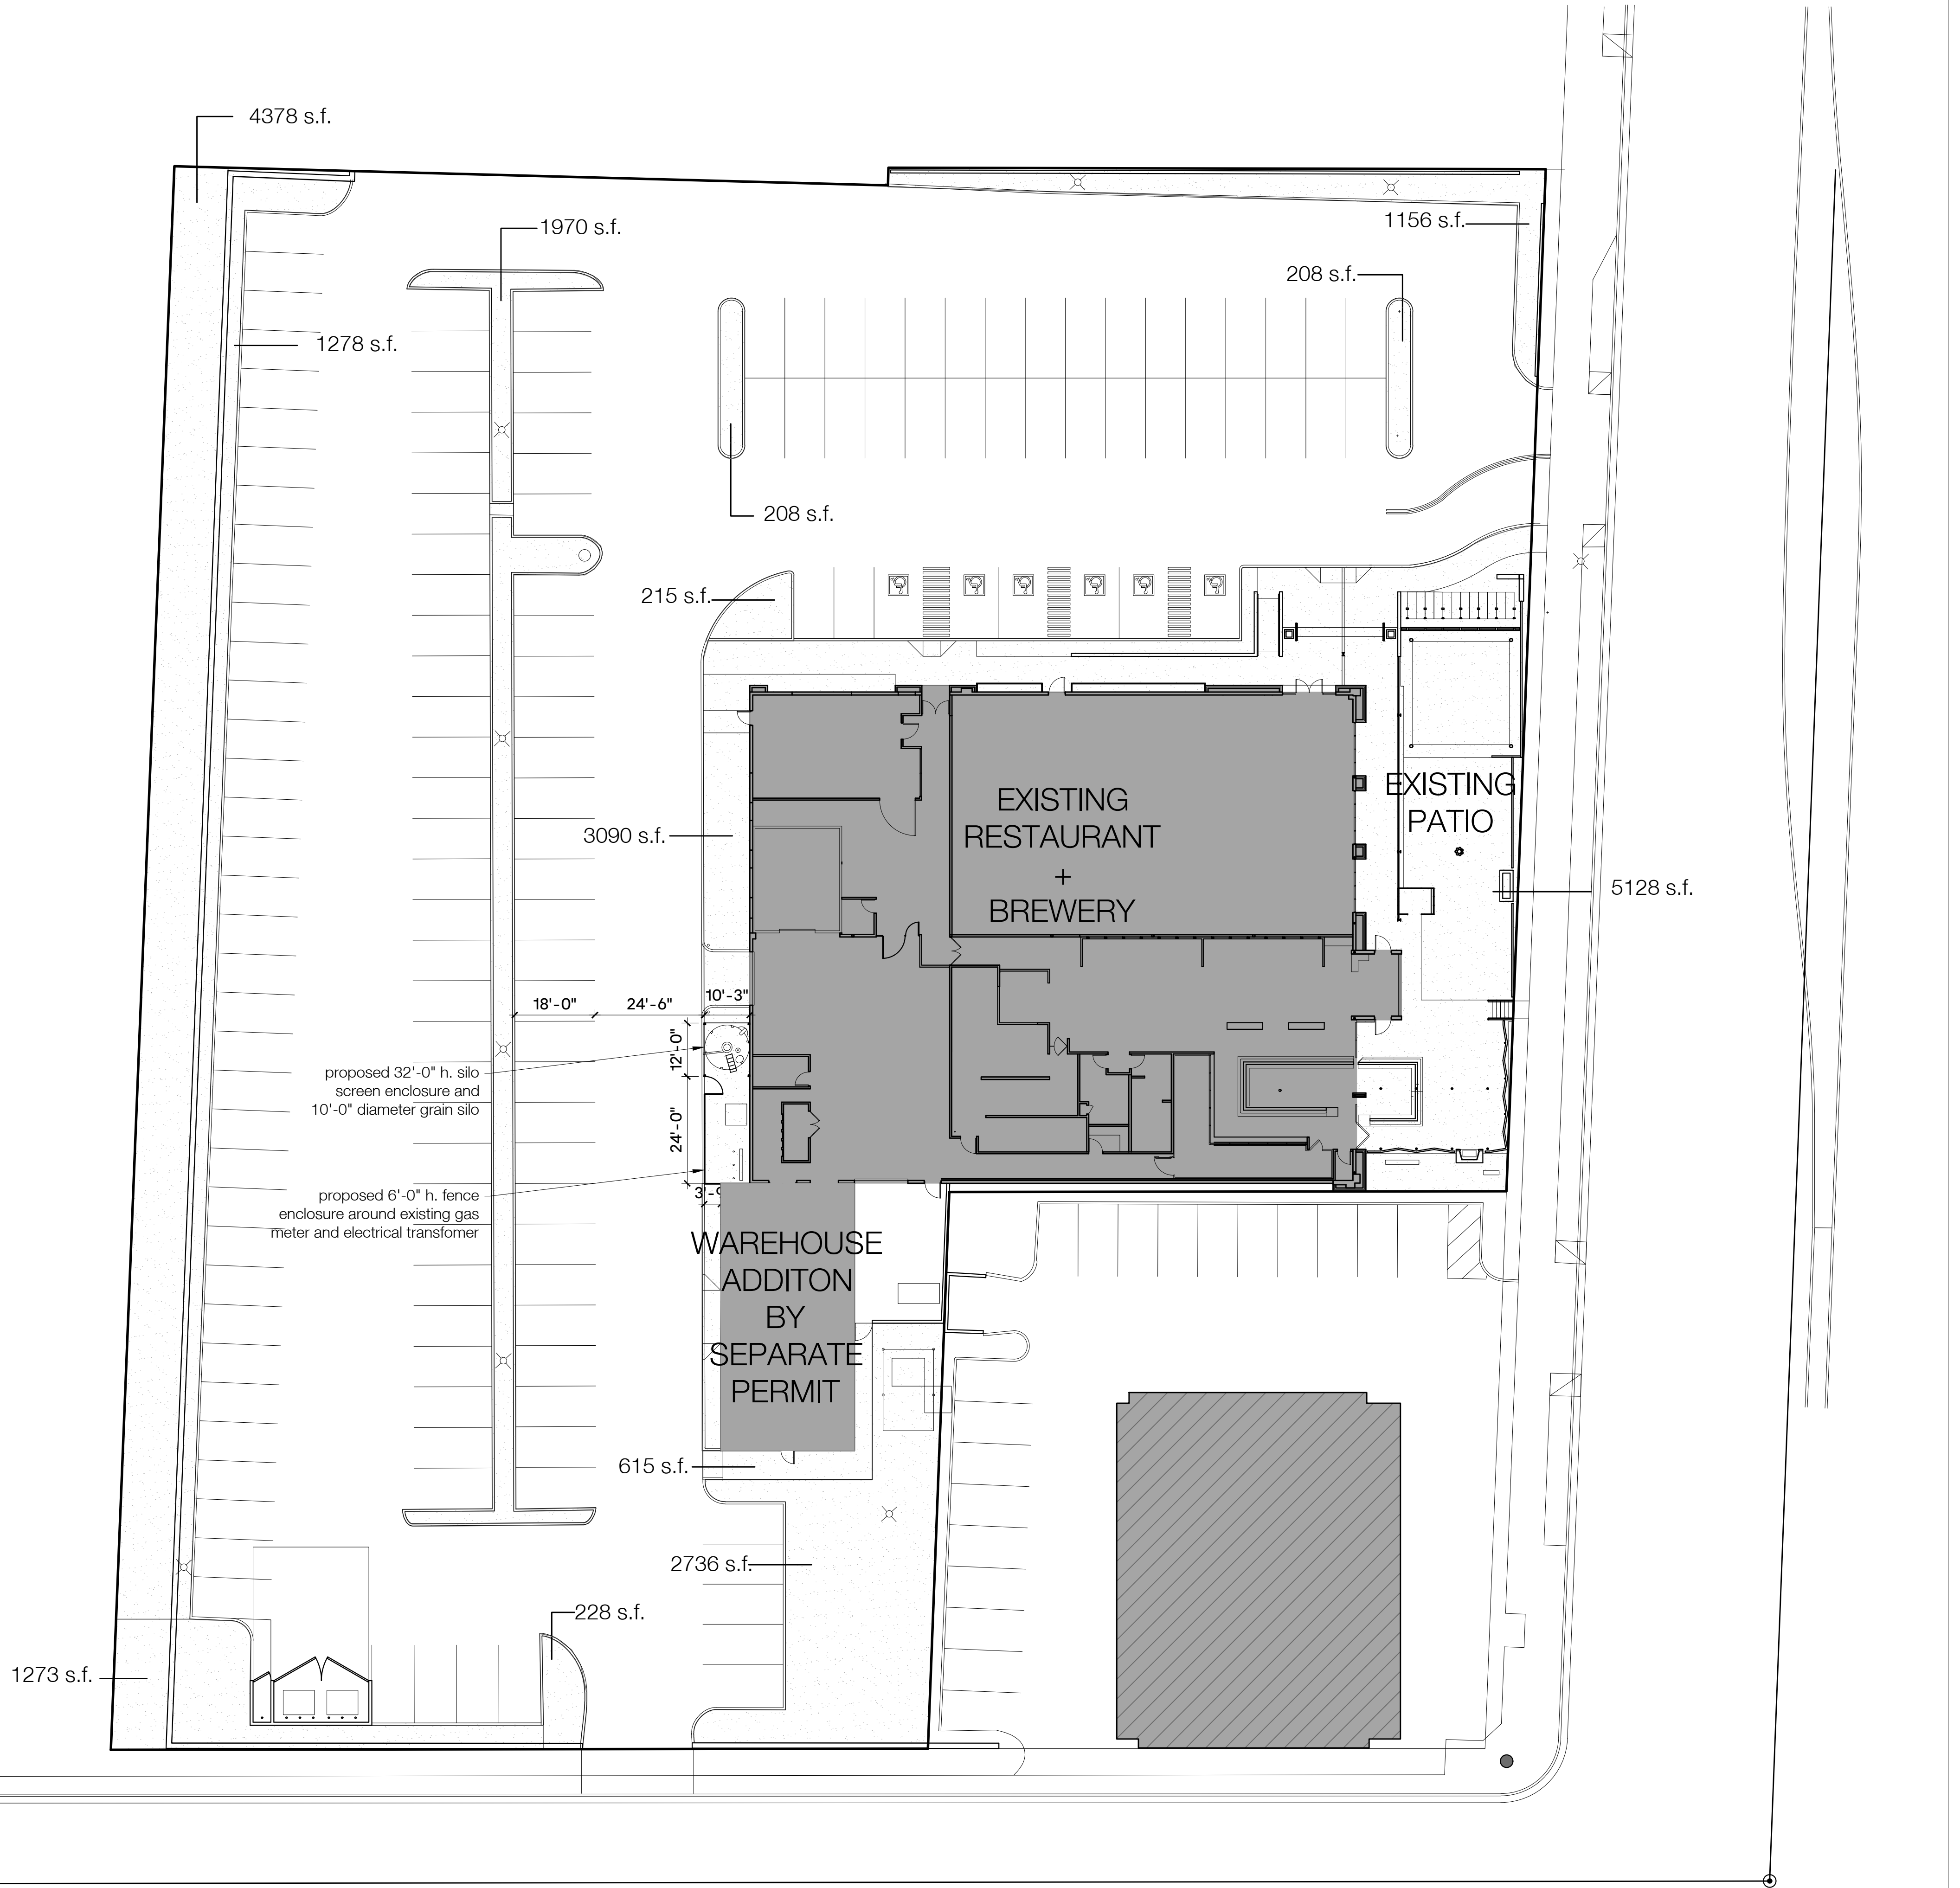 4378 s.f.
1970 s.f.
1156 s.f.
208 s.f.
1278 s.f.
208 s.f.
215 s.f.
EXISTING
RESTAURANT
+
BREWERY
EXISTING
PATIO
3090 s.f.
5128 s.f.
18'-0"
24'-6"
10'-3"
12'-0"
proposed 32'-0" h. silo
screen enclosure and
10'-0" diameter grain silo
24'-0"
proposed 6'-0" h. fence
enclosure around existing gas
meter and electrical transfomer
WAREHOUSE
ADDITON
BY
SEPARATE
PERMIT
615 s.f.
2736 s.f.
228 s.f.
1273 s.f.